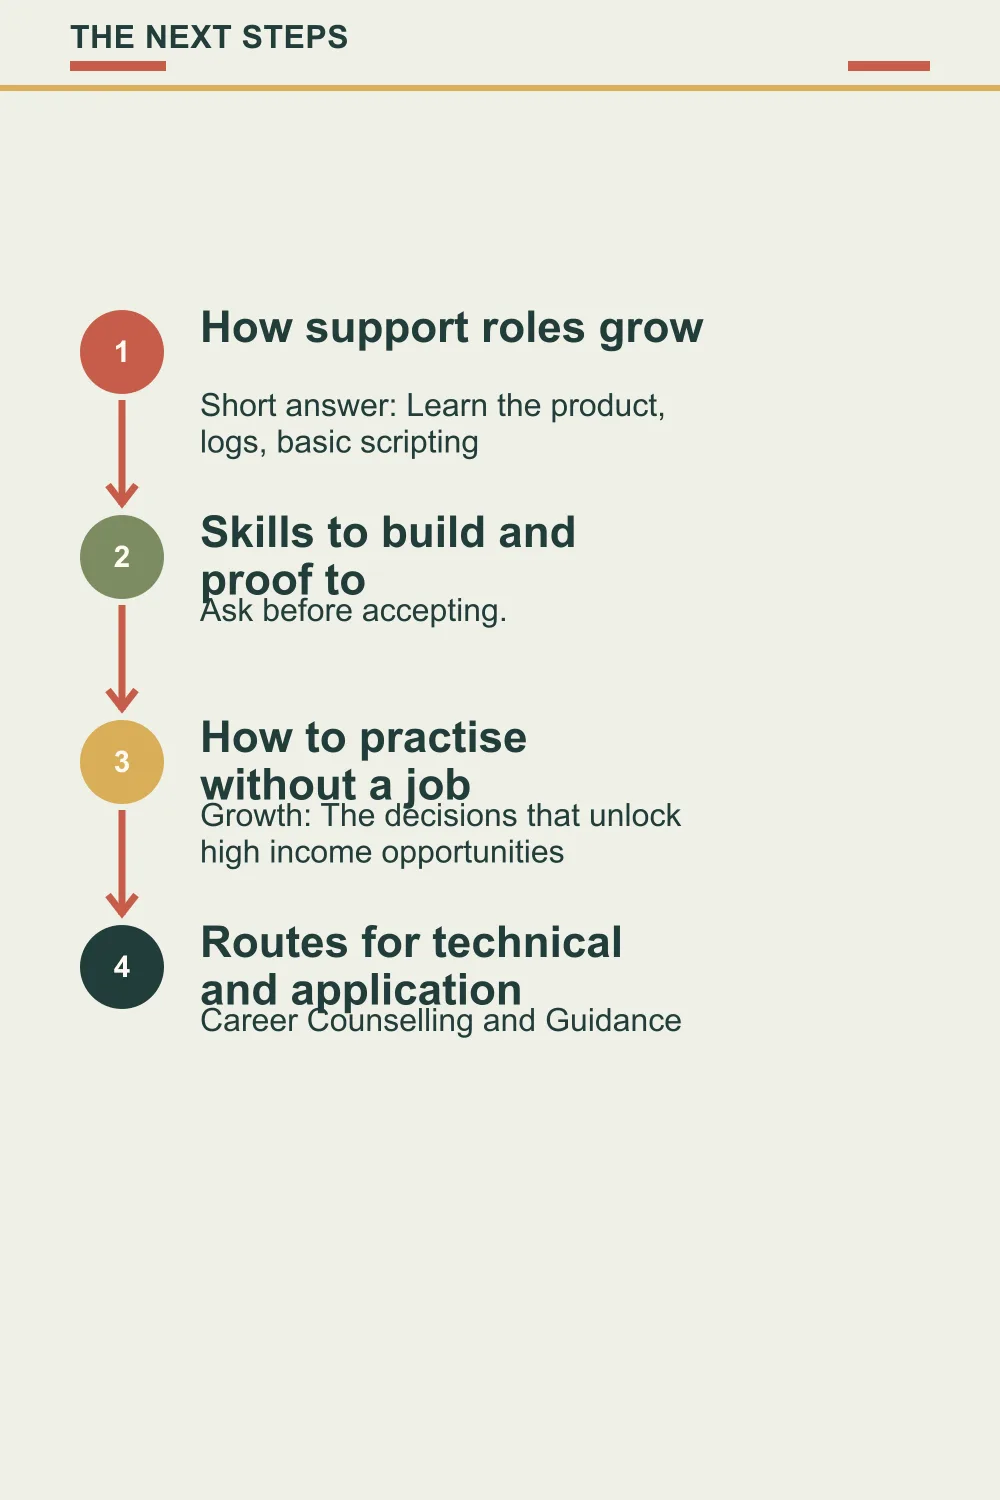 THE NEXT STEPS
1
How support roles grow
Short answer: Learn the product,
logs, basic scripting
2
Skills to build and
proof to
Ask before accepting.
3
How to practise
without a job
Growth: The decisions that unlock
high income opportunities
4
Routes for technical
and application
Career Counselling and Guidance